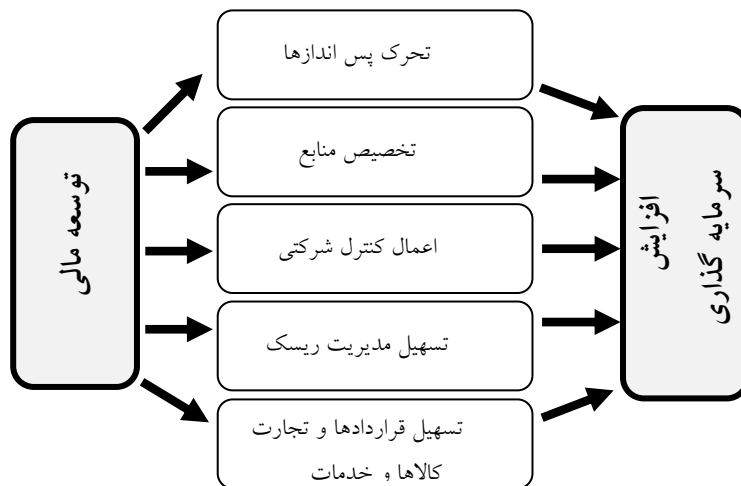 تحرک پس اندازها
تخصیص منابع
اعمال کنترل شرکتی
تسهیل مدیریت ریسک
تسهیل قراردادها و تجارت
کالاها و خدمات
توسعه مالی
افزایش
سرمایه گذاری